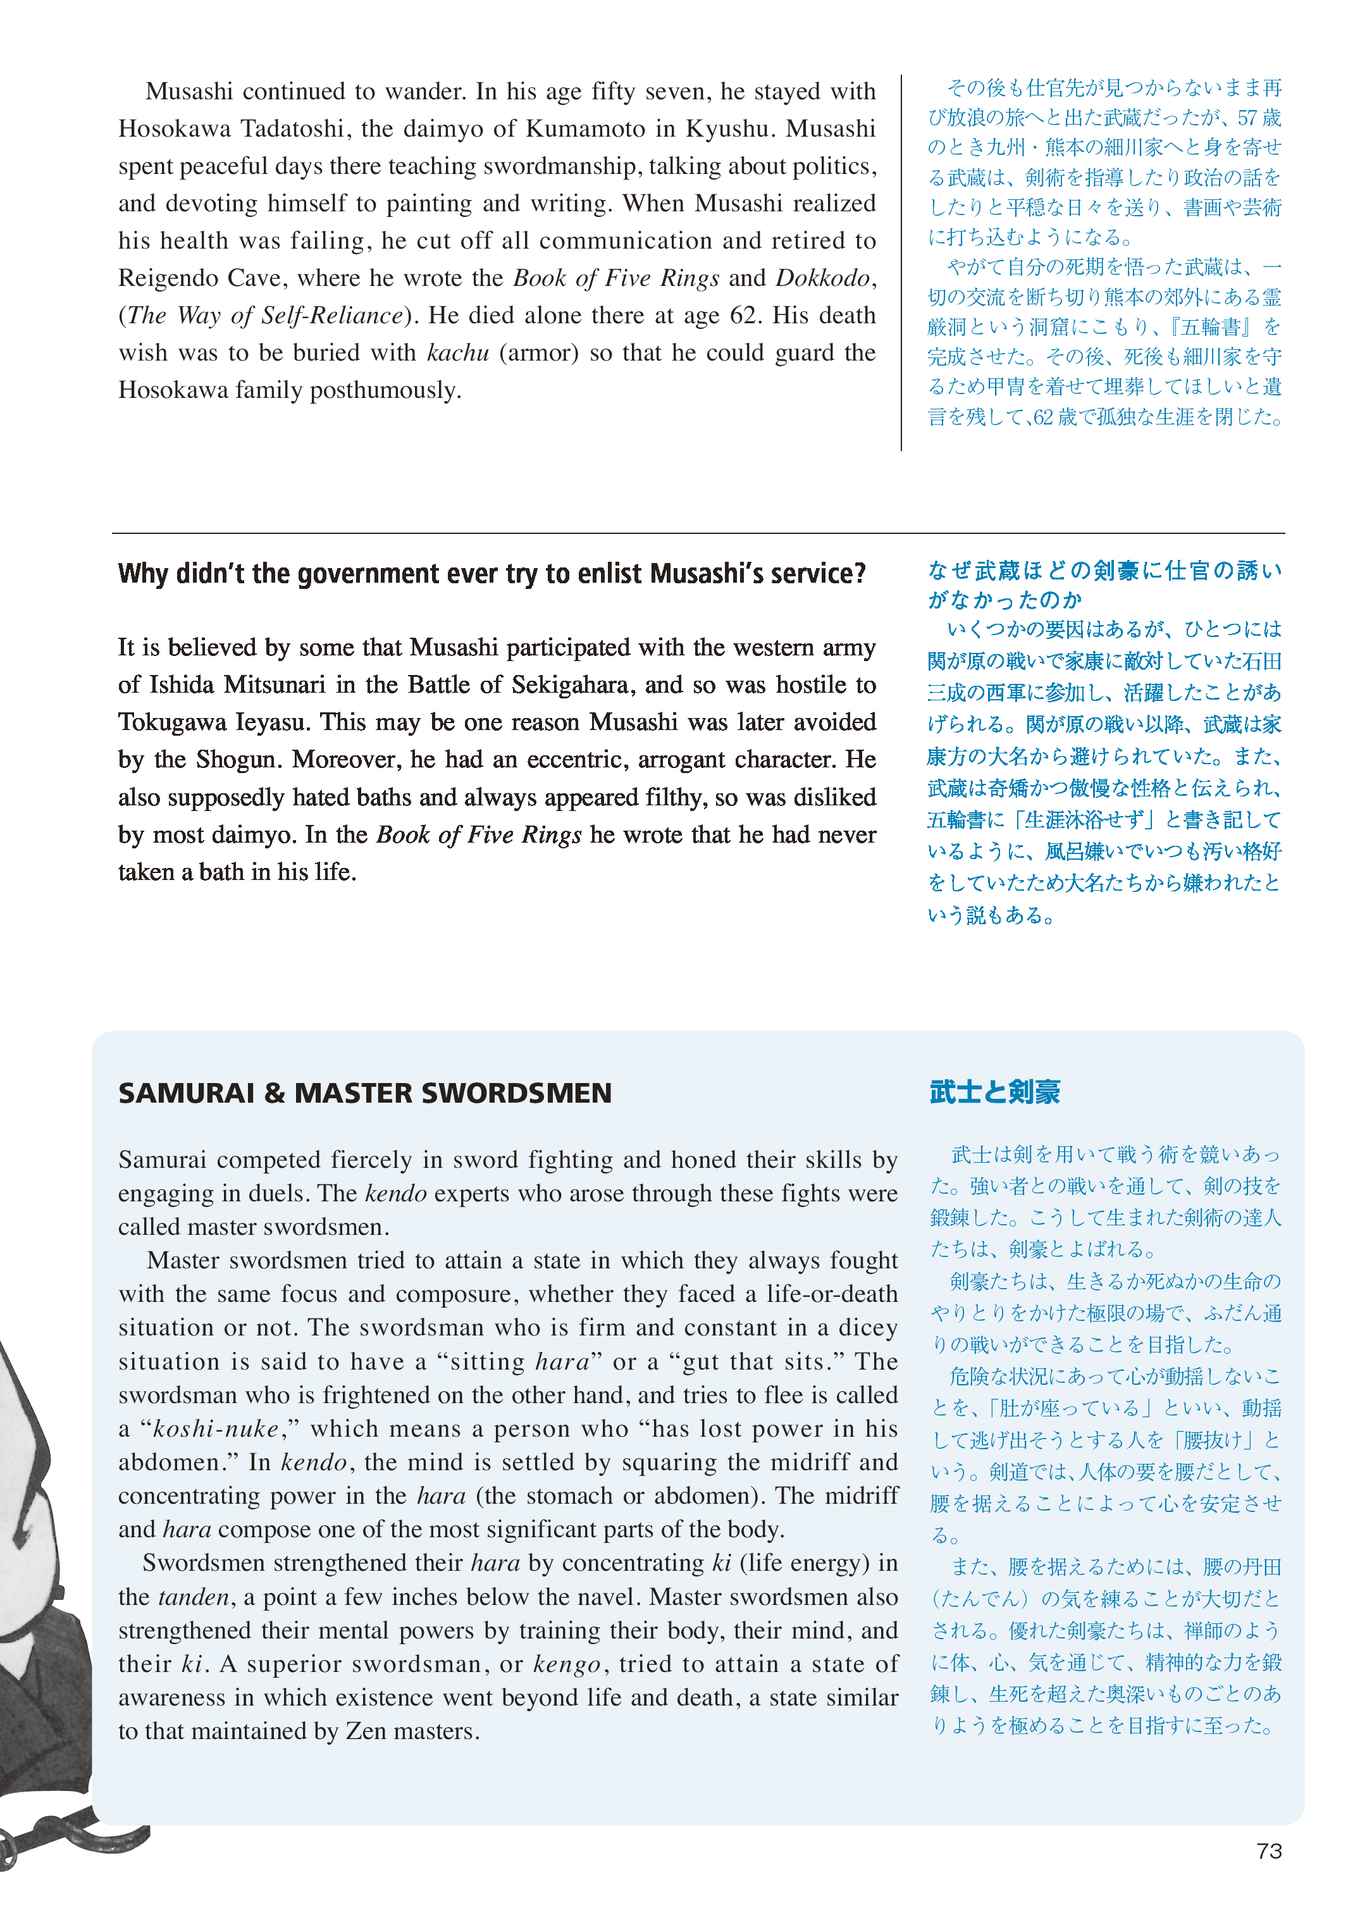 Musashi continued to wander. In his age fifty seven, he stayed with
Hosokawa Tadatoshi, the daimyo of Kumamoto in Kyushu. Musashi
spent peaceful days there teaching swordmanship, talking about politics,
and devoting himself to painting and writing. When Musashi realized
his health was failing, he cut off all communication and retired to
Reigendo Cave, where he wrote the Book of Five Rings and Dokkodo,
(The Way of Self-Reliance). He died alone there at age 62. His death
wish was to be buried with kachu (armor) so that he could guard the
Hosokawa family posthumously.
その後も仕官先が見つからないまま再
び放浪の旅へと出た武蔵だったが、57 歳
のとき九州・熊本の細川家へと身を寄せ
る武蔵は、剣術を指導したり政治の話を
したりと平穏な日々を送り、書画や芸術
に打ち込むようになる。
やがて自分の死期を悟った武蔵は、一
切の交流を断ち切り熊本の郊外にある霊
厳洞という洞窟にこもり、『五輪書』を
完成させた。その後、死後も細川家を守
るため甲冑を着せて埋葬してほしいと遺
言を残して、62 歳で孤独な生涯を閉じた。
Why didn't the government ever try to enlist Musashi's service?
It is believed by some that Musashi participated with the western army
of Ishida Mitsunari in the Battle of Sekigahara, and so was hostile to
Tokugawa Ieyasu. This may be one reason Musashi was later avoided
by the Shogun. Moreover, he had an eccentric, arrogant character. He
also supposedly hated baths and always appeared filthy, so was disliked
by most daimyo. In the Book of Five Rings he wrote that he had never
taken a bath in his life.
なぜ武蔵ほどの剣豪に仕官の誘い
がなかったのか
いくつかの要因はあるが、ひとつには
関が原の戦いで家康に敵対していた石田
三成の西軍に参加し、活躍したことがあ
げられる。関が原の戦い以降、武蔵は家
康方の大名から避けられていた。また、
武蔵は奇矯かつ傲慢な性格と伝えられ、
五輪書に「生涯沐浴せず」と書き記して
いるように、風呂嫌いでいつも汚い格好
をしていたため大名たちから嫌われたと
いう説もある。
SAMURAI & MASTER SWORDSMEN
Samurai competed fiercely in sword fighting and honed their skills by
engaging in duels. The kendo experts who arose through these fights were
called master swordsmen.
Master swordsmen tried to attain a state in which they always fought
with the same focus and composure, whether they faced a life-or-death
situation or not. The swordsman who is firm and constant in a dicey
situation is said to have a “sitting hara” or a “gut that sits.” The
swordsman who is frightened on the other hand, and tries to flee is called
a “koshi-nuke,” which means a person who “has lost power in his
abdomen.” In kendo, the mind is settled by squaring the midriff and
concentrating power in the hara (the stomach or abdomen). The midriff
and hara compose one of the most significant parts of the body.
Swordsmen strengthened their hara by concentrating ki (life energy) in
the tanden, a point a few inches below the navel. Master swordsmen also
strengthened their mental powers by training their body, their mind, and
their ki. A superior swordsman, or kengo, tried to attain a state of
awareness in which existence went beyond life and death, a state similar
to that maintained by Zen masters.
武士と剣豪
武士は剣を用いて戦う術を競いあっ
た。強い者との戦いを通して、剣の技を
鍛錬した。こうして生まれた剣術の達人
たちは、剣豪とよばれる。
剣豪たちは、生きるか死ぬかの生命の
やりとりをかけた極限の場で、ふだん通
りの戦いができることを目指した。
危険な状況にあって心が動揺しないこ
とを、「肚が座っている」といい、動揺
して逃げ出そうとする人を「腰抜け」と
いう。剣道では、人体の要を腰だとして、
腰を据えることによって心を安定させ
る。
また、腰を据えるためには、腰の丹田
（たんでん）の気を練ることが大切だと
される。優れた剣豪たちは、禅師のよう
に体、心、気を通じて、精神的な力を鍛
錬し、生死を超えた奥深いものごとのあ
りようを極めることを目指すに至った。
73